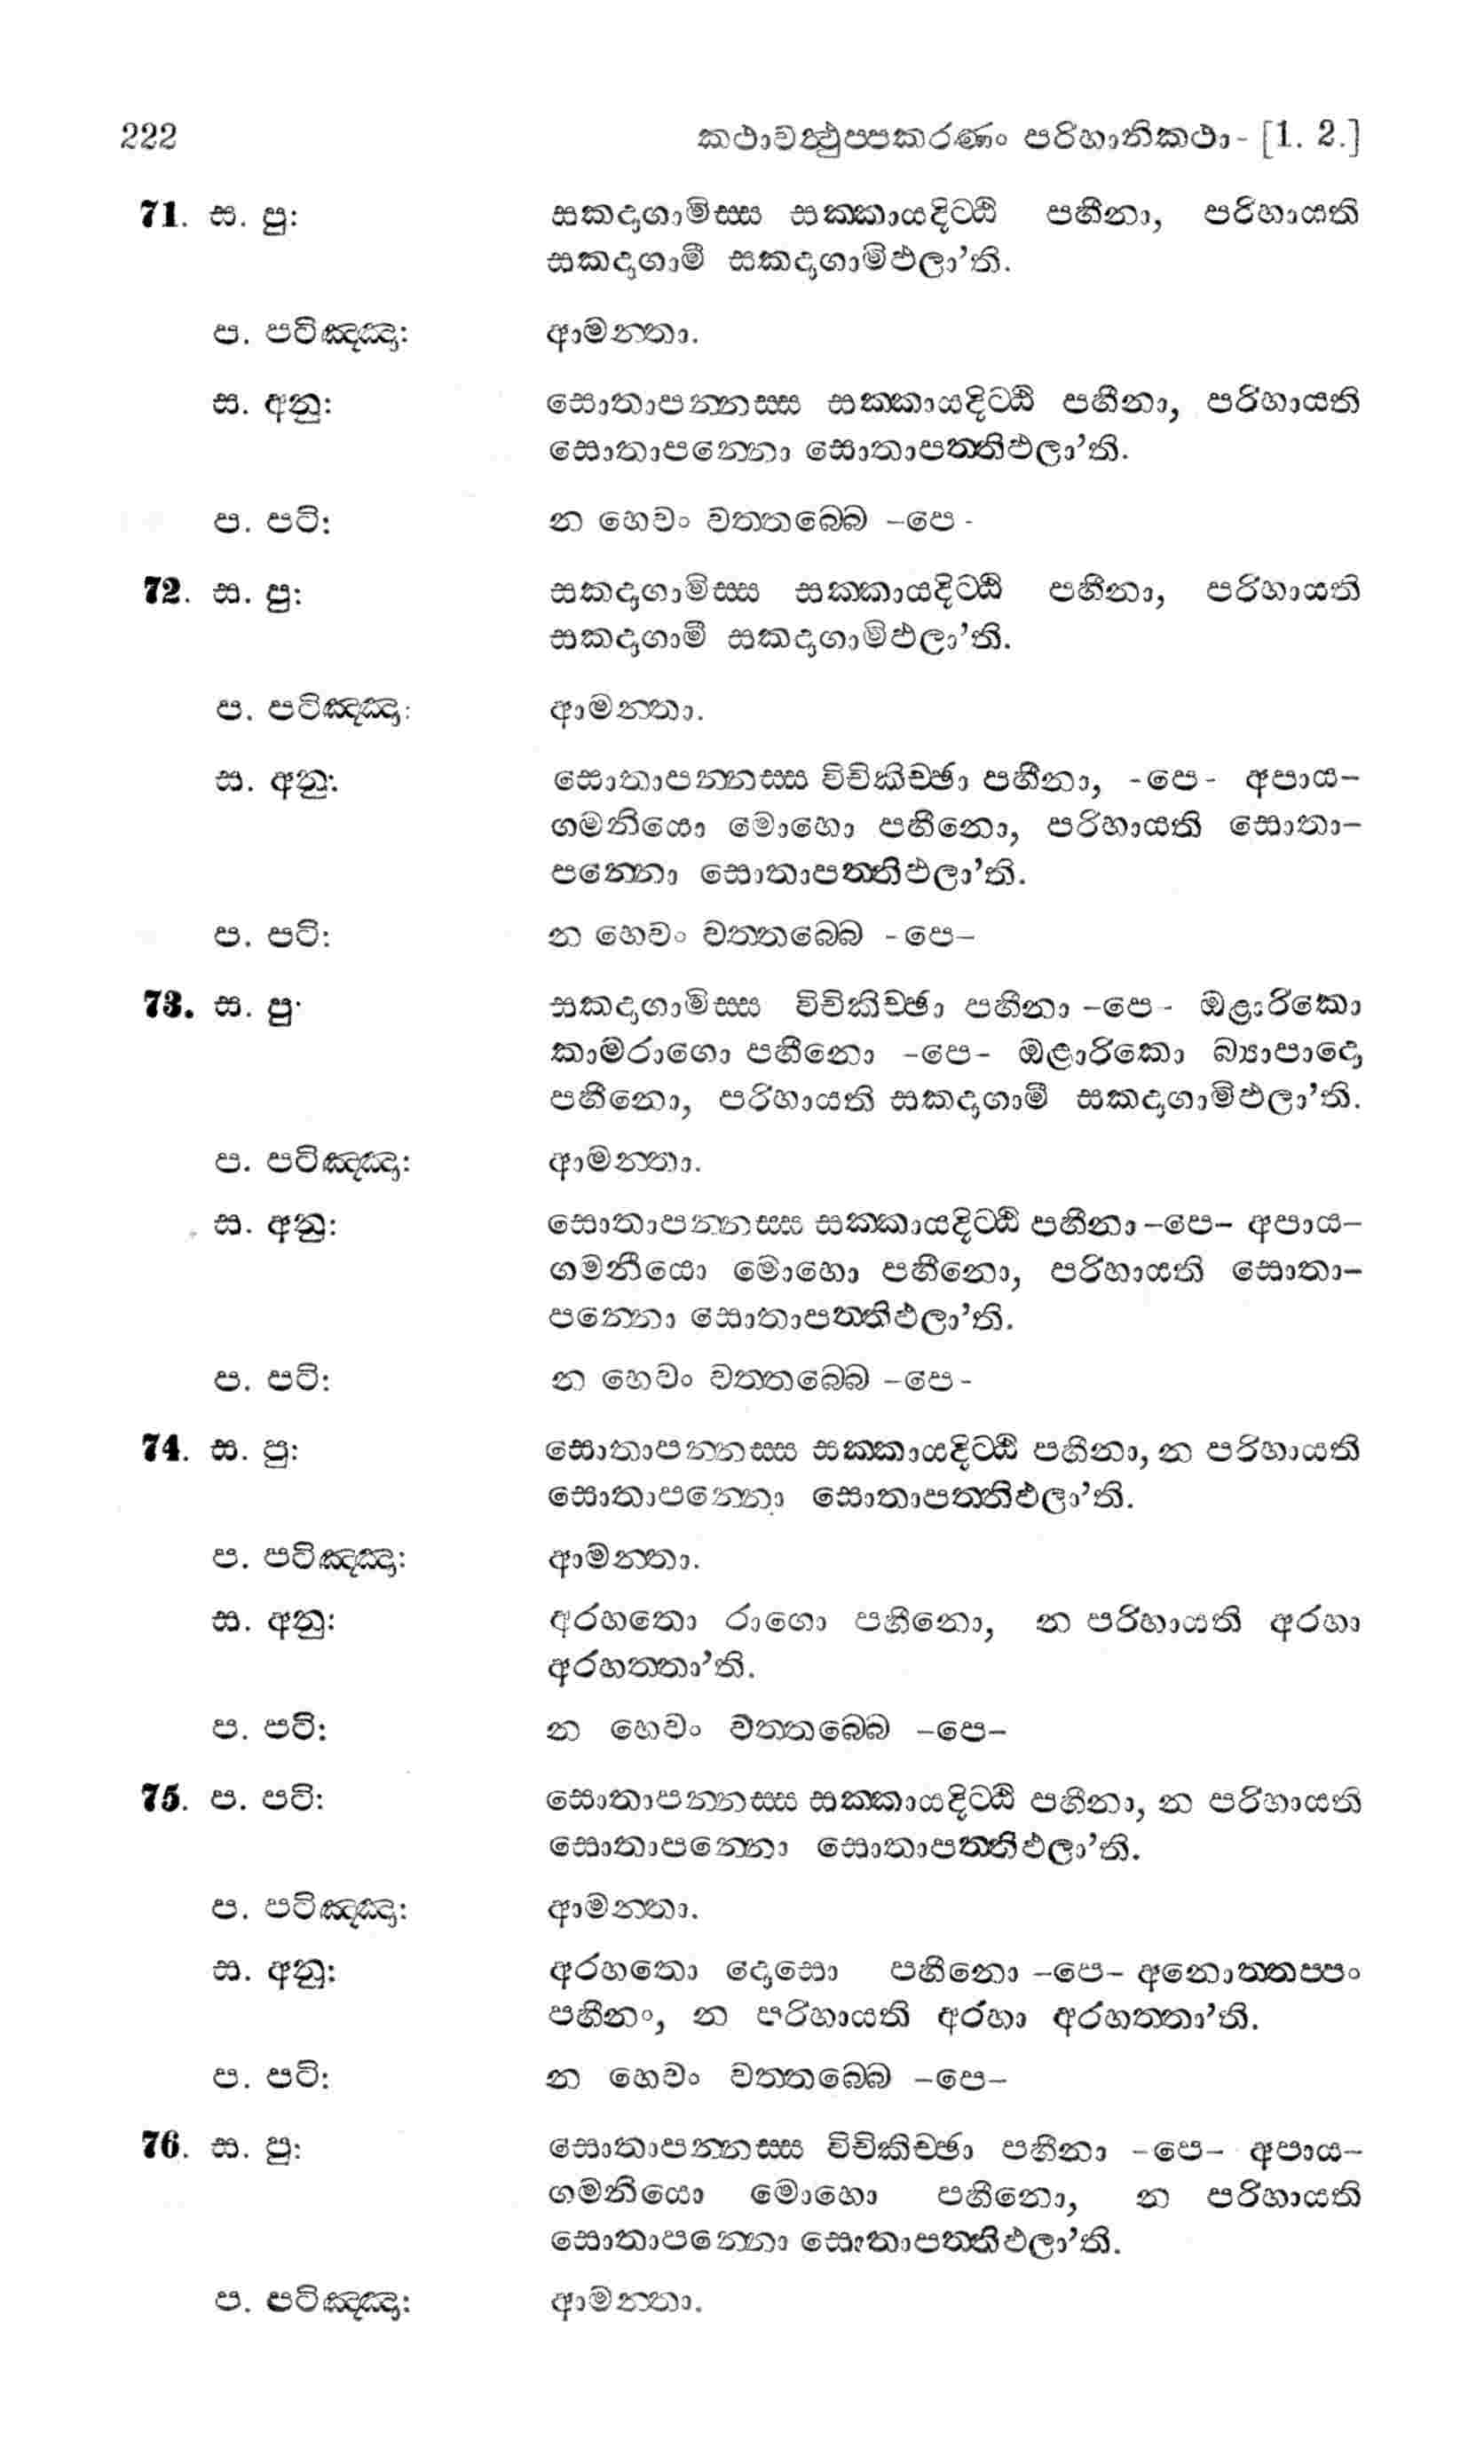 222 කථාවත්‍ථුප‍්පකරණං පරිහානිකථා - [1. 2.]
71. ස. පු: සකදාගාමිස‍්ස සක‍්කායදිට‍්ඨි පහීනා, පරිහායති
සකදාගාමී සකදාගාමිඵලා’ති.
ප. පටිඤ‍්ඤා: ආමන‍්තා.
ස. අනු: සොතාපන‍්නස‍්ස සක‍්කායදිට‍්ඨි පහීනා, පරිහායති
සොතාපන‍්නො සොතාපත‍්තිඵලා’ති.
ප. පටි: න හෙවං වත‍්තබ‍්බෙ -පෙ -
72. ස. පු: සකදාගාමිස‍්ස සක‍්කායදිට‍්ඨි පහීනා, පරිහායති
සකදාගාමී සකදාගාමිඵලා’ති.
ප. පටිඤ‍්ඤා: ආමන‍්තා.
ස. අනු: සොතාපන‍්නස‍්ස විචිකිච‍්ඡා පහීනා, -පෙ- අපාය-
ගමනියො මොහො පහීනො, පරිහායති සොතා-
පන‍්නො සොතාපත‍්තිඵලා’ති.
ප. පටි: න හෙවං වත‍්තබ‍්බෙ -පෙ-
73. ස. පු: සකදාගාමිස‍්ස විචිකිච‍්ඡා පහීනා -පෙ- ඔළාරිකො
කාමරාගො පහීනො -පෙ- ඔළාරිකො බ්‍යාපාදො
පහීනො, පරිහායති සකදාගාමී සකදාගාමිඵලා’ති.
ප. පටිඤ‍්ඤා: ආමන‍්තා.
ස. අනු: සොතාපන‍්නස‍්ස සක‍්කායදිට‍්ඨි පහීනා -පෙ- අපාය-
ගමනීයො මොහො පහීනො, පරිහායති සොතා-
පන‍්නො සොතාපත‍්තිඵලා’ති.
ප. පටි: න හෙවං වත‍්තබ‍්බෙ -පෙ-
74. ස. පු: සොතාපන‍්නස‍්ස සක‍්කායදිට‍්ඨි පහීනා, න පරිහායති
සොතාපන‍්නො සොතාපත‍්තිඵලා’ති.
ප. පටිඤ‍්ඤා: ආමන‍්තා.
ස. අනු: අරහතො රාගො පහීනො, න පරිහායති අරහා
අරහත‍්තා’ති.
ප. පටි: න හෙවං වත‍්තබ‍්බෙ -පෙ-
75. ප. පටි: සොතාපන‍්නස‍්ස සක‍්කායදිට‍්ඨි පහීනා, න පරිහායති
සොතාපන‍්නො සොතාපත‍්තිඵලා’ති.
ප. පටිඤ‍්ඤා: ආමන‍්තා.
ස. අනු: අරහතො දොසො පහීනො -පෙ- අනොත‍්තප‍්පං
පහීනං, න පරිහායති අරහා අරහත‍්තා’ති.
ප. පටි: න හෙවං වත‍්තබ‍්බෙ -පෙ-
76. ස. පු: සොතාපන‍්නස‍්ස විචිකිච‍්ඡා පහීනා -පෙ- අපාය-
ගමනියො මොහො පහීනො, න පරිහායති
සොතාපන‍්නො සොතාපත‍්තිඵලා’ති.
ප. පටිඤ‍්ඤා: ආමන‍්තා.